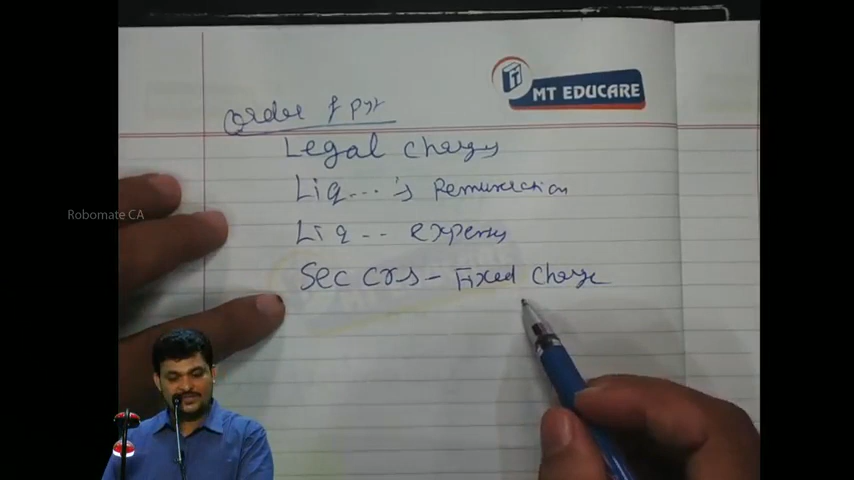 MT EDUCARE
Order of pyt
Legal charges
Liq...'s Remuneration
Liq -- expenses
Sec Crs - Fixed Charge
Robomate CA